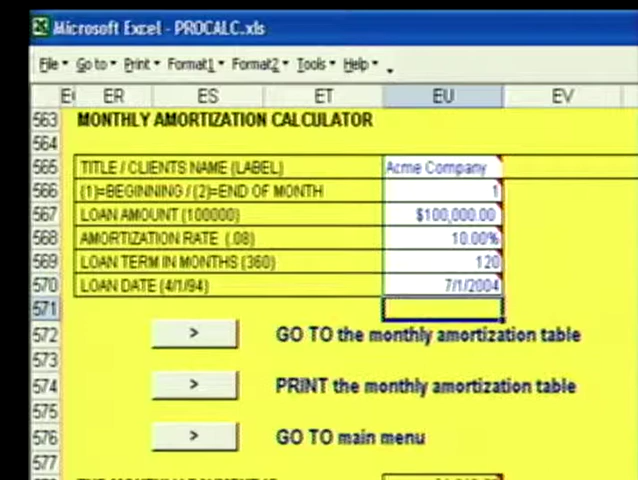 Microsoft Excel - PROCALC.xls
File Go to Print Format1 Format2 Tools Help
ER ES ET EU EV
563 MONTHLY AMORTIZATION CALCULATOR
564
565 TITLE / CLIENTS NAME (LABEL) Acme Company
566 (1)=BEGINNING / (2)=END OF MONTH 1
567 LOAN AMOUNT (100000) $100,000.00
568 AMORTIZATION RATE (.08) 10.00%
569 LOAN TERM IN MONTHS (360) 120
570 LOAN DATE (4/1/94) 7/1/2004
571
572 > GO TO the monthly amortization table
573
574 > PRINT the monthly amortization table
575
576 > GO TO main menu
577